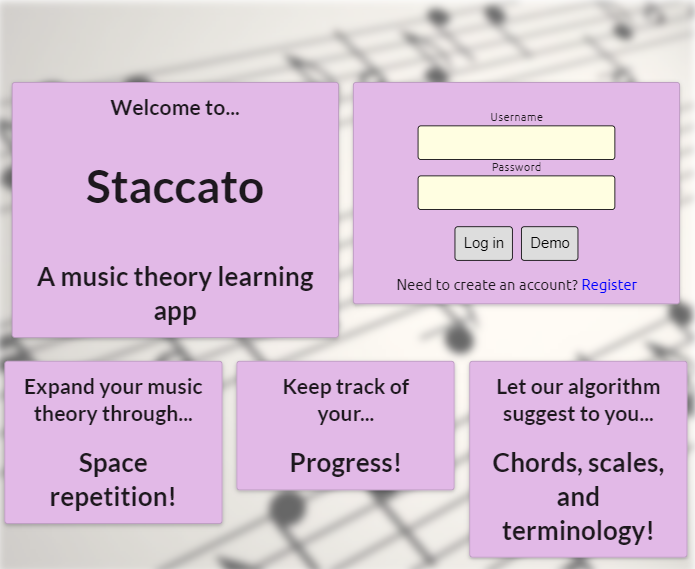 Welcome to...
Staccato
A music theory learning
app
Username
Password
Log in Demo
Need to create an account? Register
Expand your music
theory through...
Space
repetition!
Keep track of
your...
Progress!
Let our algorithm
suggest to you...
Chords, scales,
and
terminology!